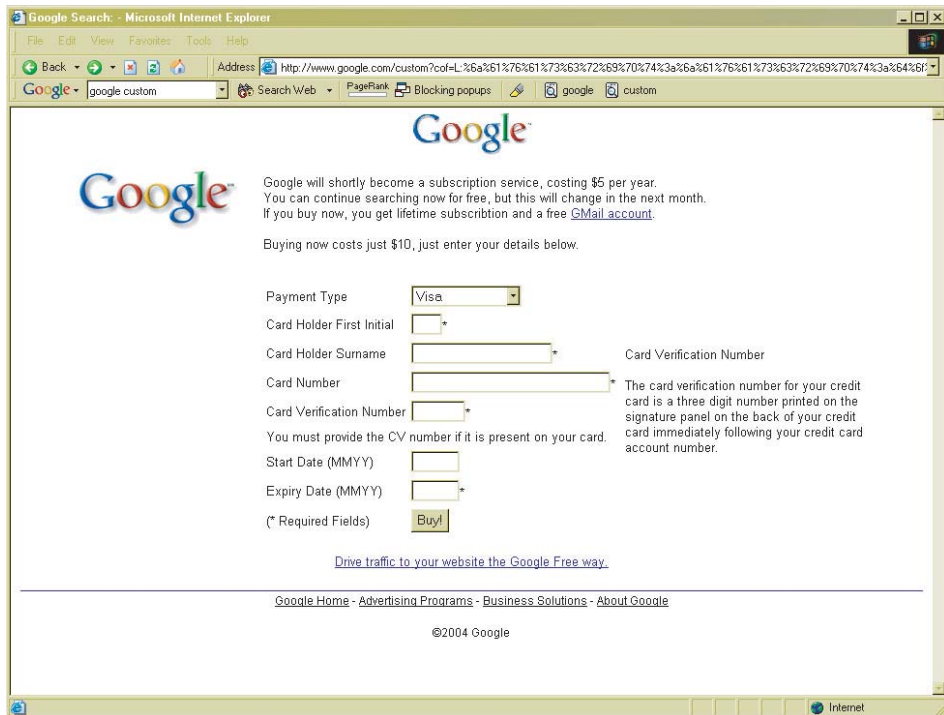 Google Search: - Microsoft Internet Explorer
File Edit View Favorites Tools Help
Back Address http://www.google.com/custom?cof=L:%6a%61%76%61%73%63%72%69%70%74%3a%6a%61%76%61%73%63%72%69%70%74%3a%64%6f%
Google google custom Search Web PageRank Blocking popups google custom
Google
Google
Google will shortly become a subscription service, costing $5 per year.
You can continue searching now for free, but this will change in the next month.
If you buy now, you get lifetime subscribtion and a free GMail account.
Buying now costs just $10, just enter your details below.
Payment Type Visa
Card Holder First Initial *
Card Holder Surname * Card Verification Number
Card Number *
The card verification number for your credit
card is a three digit number printed on the
signature panel on the back of your credit
card immediately following your credit card
account number.
Card Verification Number *
You must provide the CV number if it is present on your card.
Start Date (MMYY)
Expiry Date (MMYY) *
(* Required Fields) Buy!
Drive traffic to your website the Google Free way.
Google Home - Advertising Programs - Business Solutions - About Google
©2004 Google
Internet